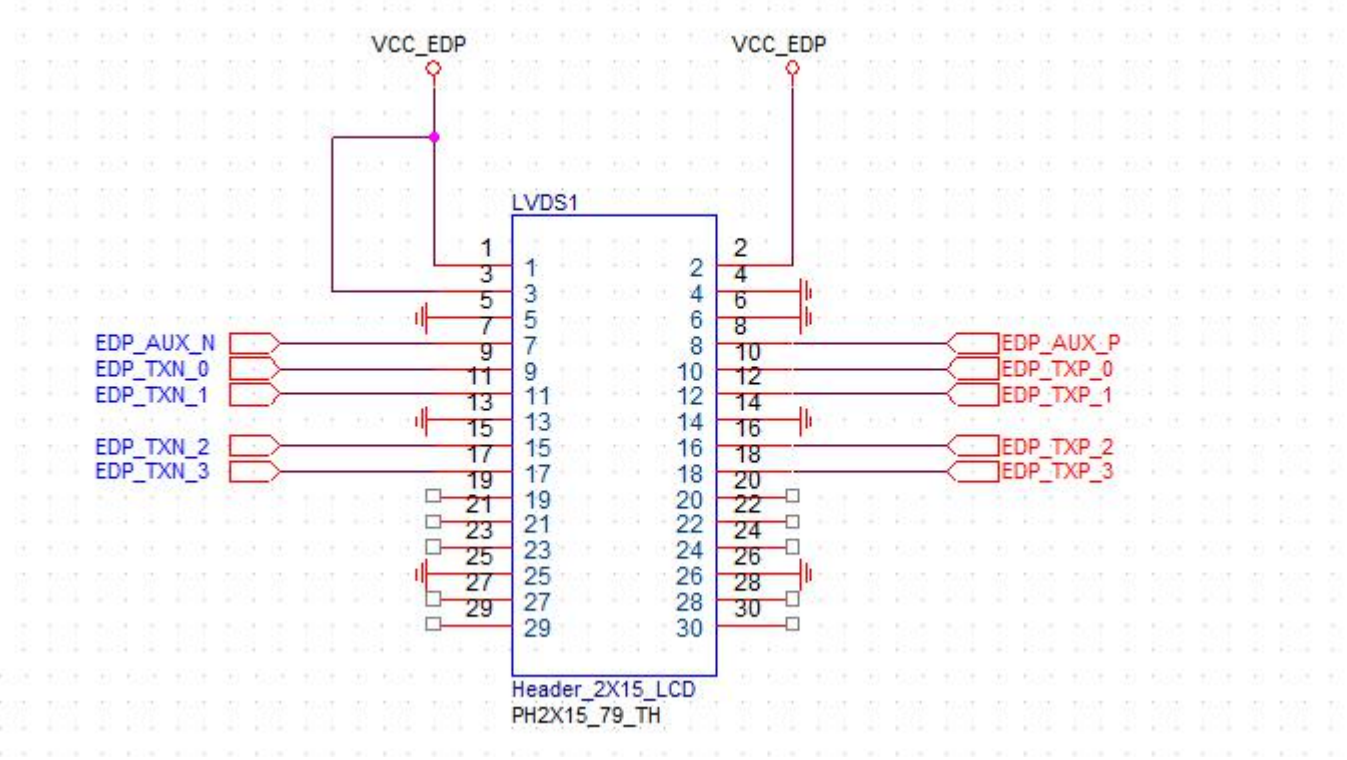 VCC_EDP VCC_EDP
LVDS1
1 2
1 2
3 4
3 4
5 6
5 6
7 8
EDP_AUX_N 7 8 EDP_AUX_P
9 10
EDP_TXN_0 9 10 EDP_TXP_0
11 12
EDP_TXN_1 11 12 EDP_TXP_1
13 14
13 14
15 16
EDP_TXN_2 15 16 EDP_TXP_2
17 18
EDP_TXN_3 17 18 EDP_TXP_3
19 20
19 20
21 22
21 22
23 24
23 24
25 26
25 26
27 28
27 28
29 30
29 30
Header_2X15_LCD
PH2X15_79_TH